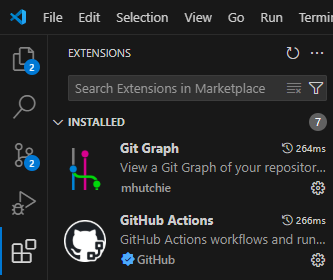 File Edit Selection View Go Run
EXTENSIONS
2
Search Extensions in Marketplace
INSTALLED 7
Git Graph 264ms
View a Git Graph of your repositor...
mhutchie
2
GitHub Actions 266ms
GitHub Actions workflows and run...
GitHub